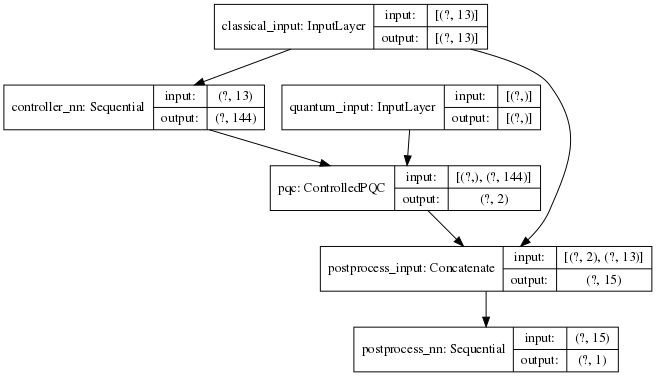 classical_input: InputLayer
input:
[(?, 13)]
output:
[(?, 13)]
controller_nn: Sequential
input:
(?, 13)
output:
(?, 144)
quantum_input: InputLayer
input:
[(?,)]
output:
[(?,)]
pqc: ControlledPQC
input:
[(?,), (?, 144)]
output:
(?, 2)
postprocess_input: Concatenate
input:
[(?, 2), (?, 13)]
output:
(?, 15)
postprocess_nn: Sequential
input:
(?, 15)
output:
(?, 1)